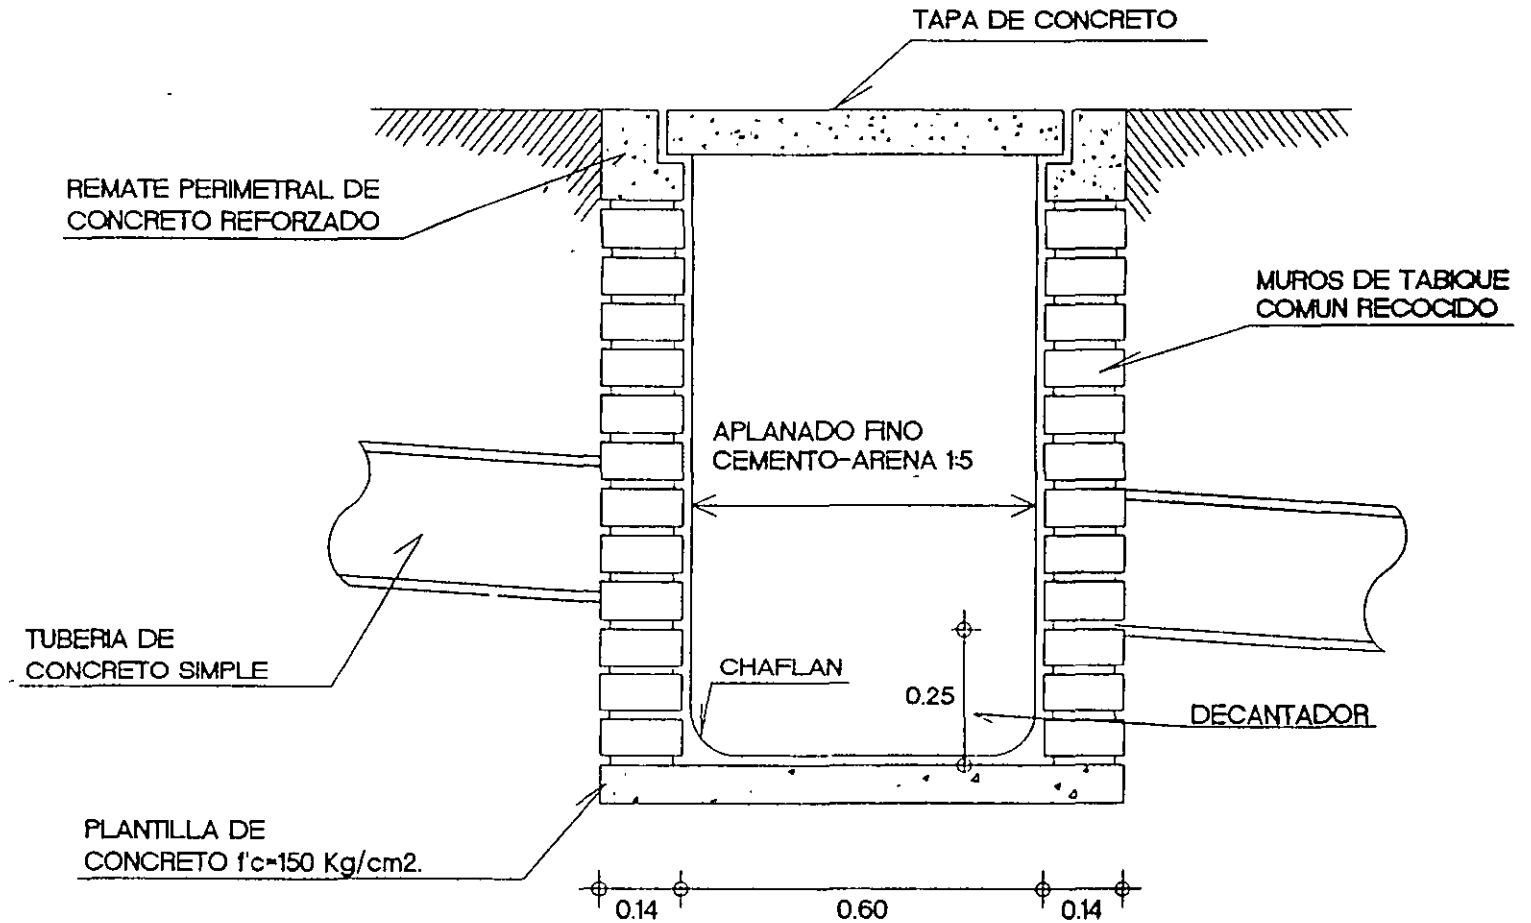 TAPA DE CONCRETO
REMATE PERIMETRAL DE
CONCRETO REFORZADO
MUROS DE TABIQUE
COMUN RECOCIDO
APLANADO FINO
CEMENTO-ARENA 1:5
TUBERIA DE
CONCRETO SIMPLE
CHAFLAN
0.25
DECANTADOR
PLANTILLA DE
CONCRETO f'c=150 Kg/cm2.
0.14
0.60
0.14